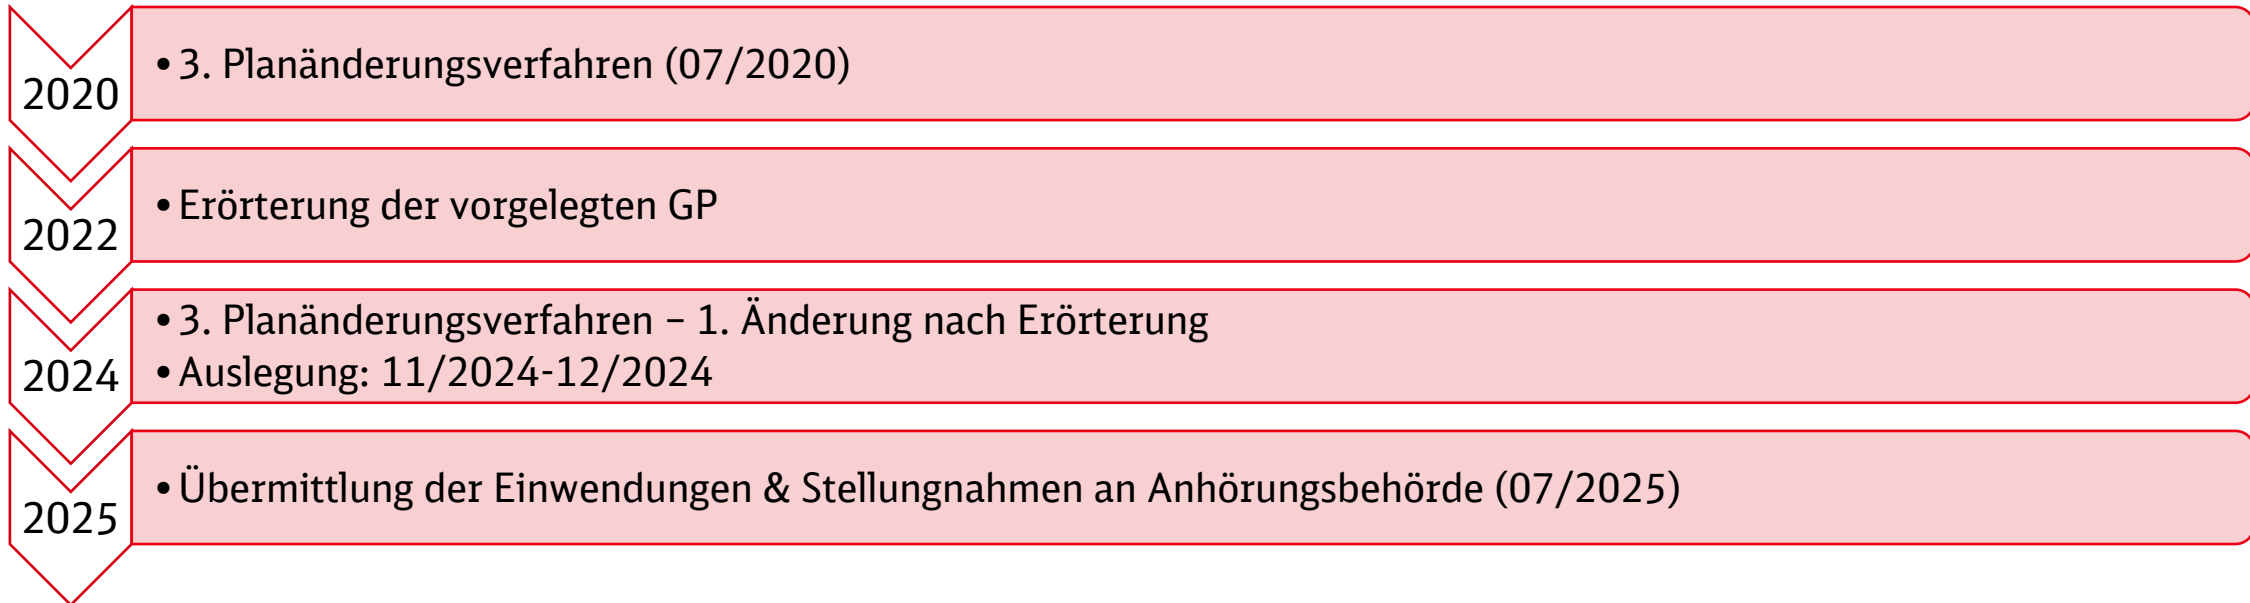 2020
• 3. Planänderungsverfahren (07/2020)
2022
• Erörterung der vorgelegten GP
2024
• 3. Planänderungsverfahren – 1. Änderung nach Erörterung
• Auslegung: 11/2024-12/2024
2025
• Übermittlung der Einwendungen & Stellungnahmen an Anhörungsbehörde (07/2025)